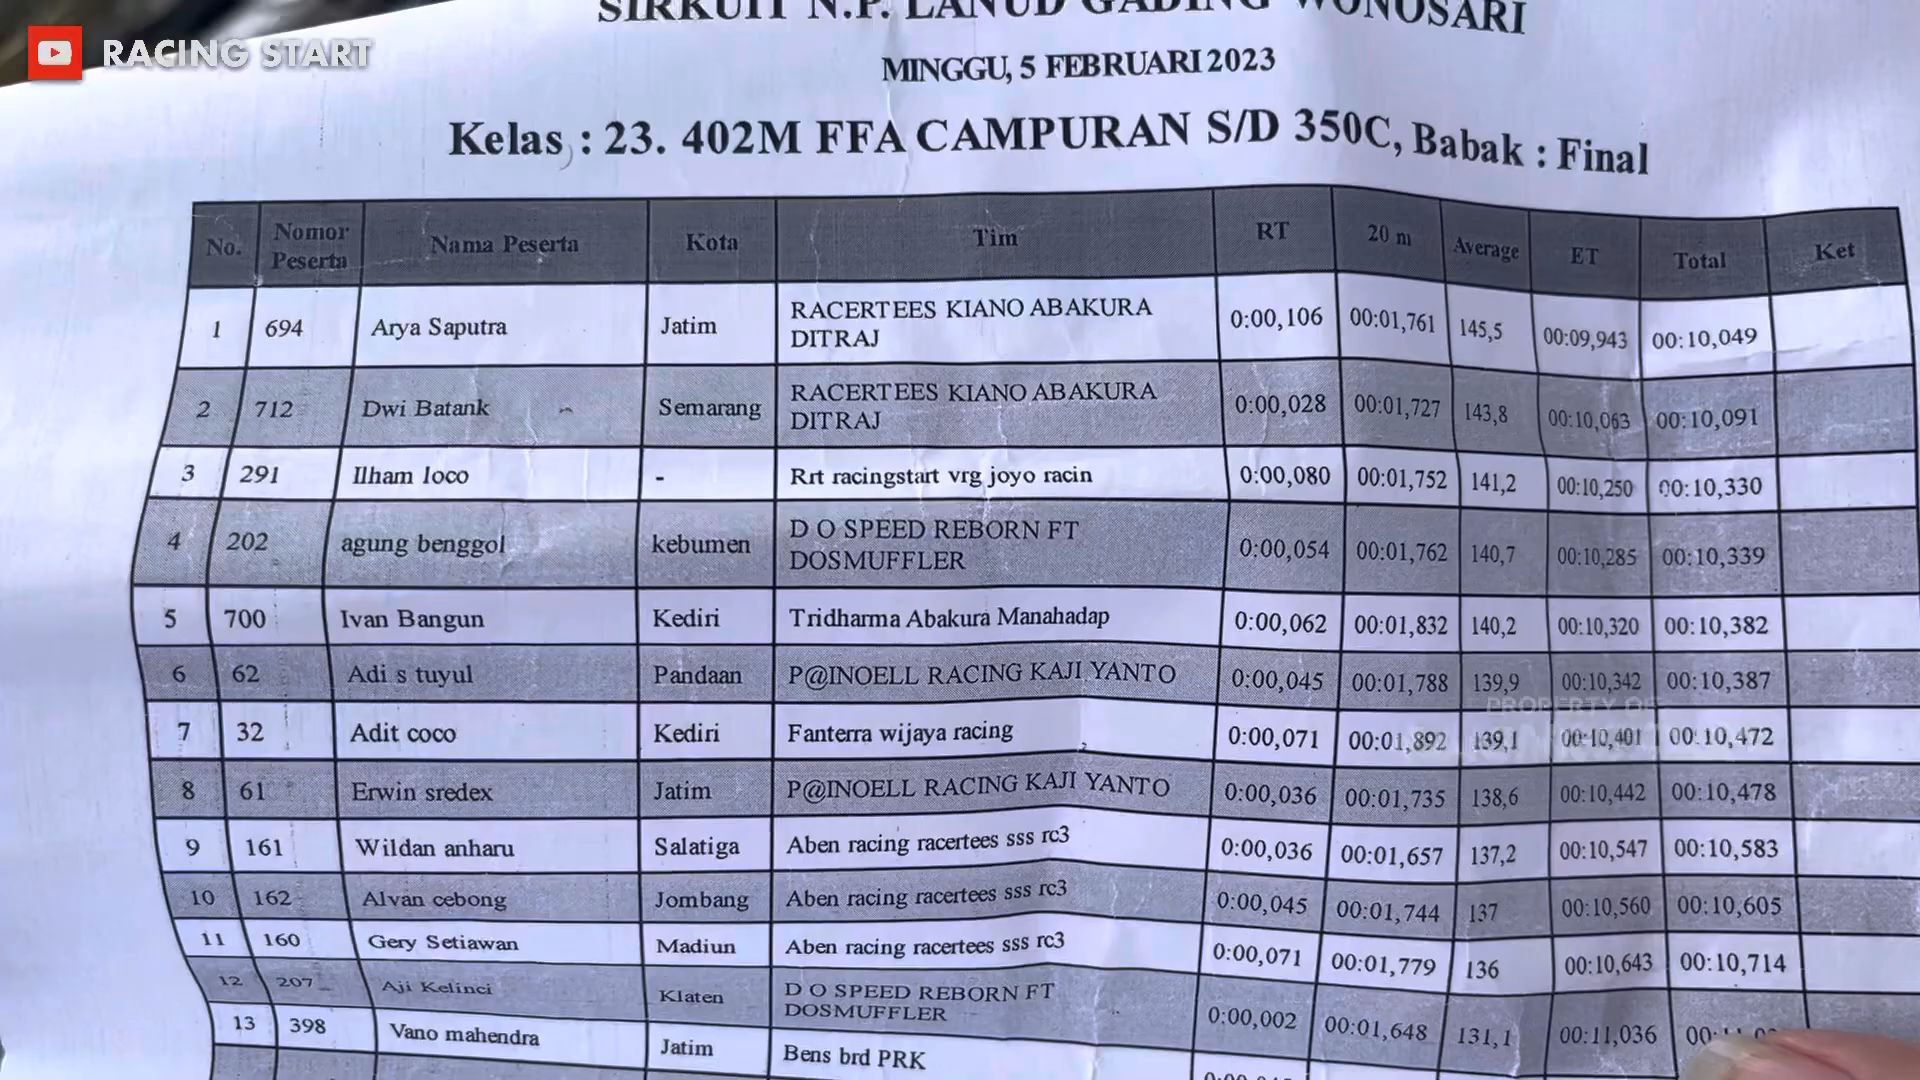 SIRKUIT N.P. LANUD GADING WONOSARI
RACING START
MINGGU, 5 FEBRUARI 2023
Kelas : 23. 402M FFA CAMPURAN S/D 350C, Babak : Final
No. Nomor Peserta Nama Peserta Kota Tim RT 20 m Average ET Total Ket
1 694 Arya Saputra Jatim RACERTEES KIANO ABAKURA DITRAJ 0:00,106 00:01,761 145,5 00:09,943 00:10,049
2 712 Dwi Batank Semarang RACERTEES KIANO ABAKURA DITRAJ 0:00,028 00:01,727 143,8 00:10,063 00:10,091
3 291 Ilham loco - Rrt racingstart vrg joyo racin 0:00,080 00:01,752 141,2 00:10,250 00:10,330
4 202 agung benggol kebumen D O SPEED REBORN FT DOSMUFFLER 0:00,054 00:01,762 140,7 00:10,285 00:10,339
5 700 Ivan Bangun Kediri Tridharma Abakura Manahadap 0:00,062 00:01,832 140,2 00:10,320 00:10,382
6 62 Adi s tuyul Pandaan P@INOELL RACING KAJI YANTO 0:00,045 00:01,788 139,9 00:10,342 00:10,387
PROPERTY OF
7 32 Adit coco Kediri Fanterra wijaya racing 0:00,071 00:01,892 139,1 00:10,401 00:10,472
8 61 Erwin sredex Jatim P@INOELL RACING KAJI YANTO 0:00,036 00:01,735 138,6 00:10,442 00:10,478
9 161 Wildan anharu Salatiga Aben racing racertees sss rc3 0:00,036 00:01,657 137,2 00:10,547 00:10,583
10 162 Alvan cebong Jombang Aben racing racertees sss rc3 0:00,045 00:01,744 137 00:10,560 00:10,605
11 160 Gery Setiawan Madiun Aben racing racertees sss rc3 0:00,071 00:01,779 136 00:10,643 00:10,714
12 207 Aji Kelinci Klaten D O SPEED REBORN FT DOSMUFFLER 0:00,002 00:01,648 131,1 00:11,036
13 398 Vano mahendra Jatim Bens brd PRK